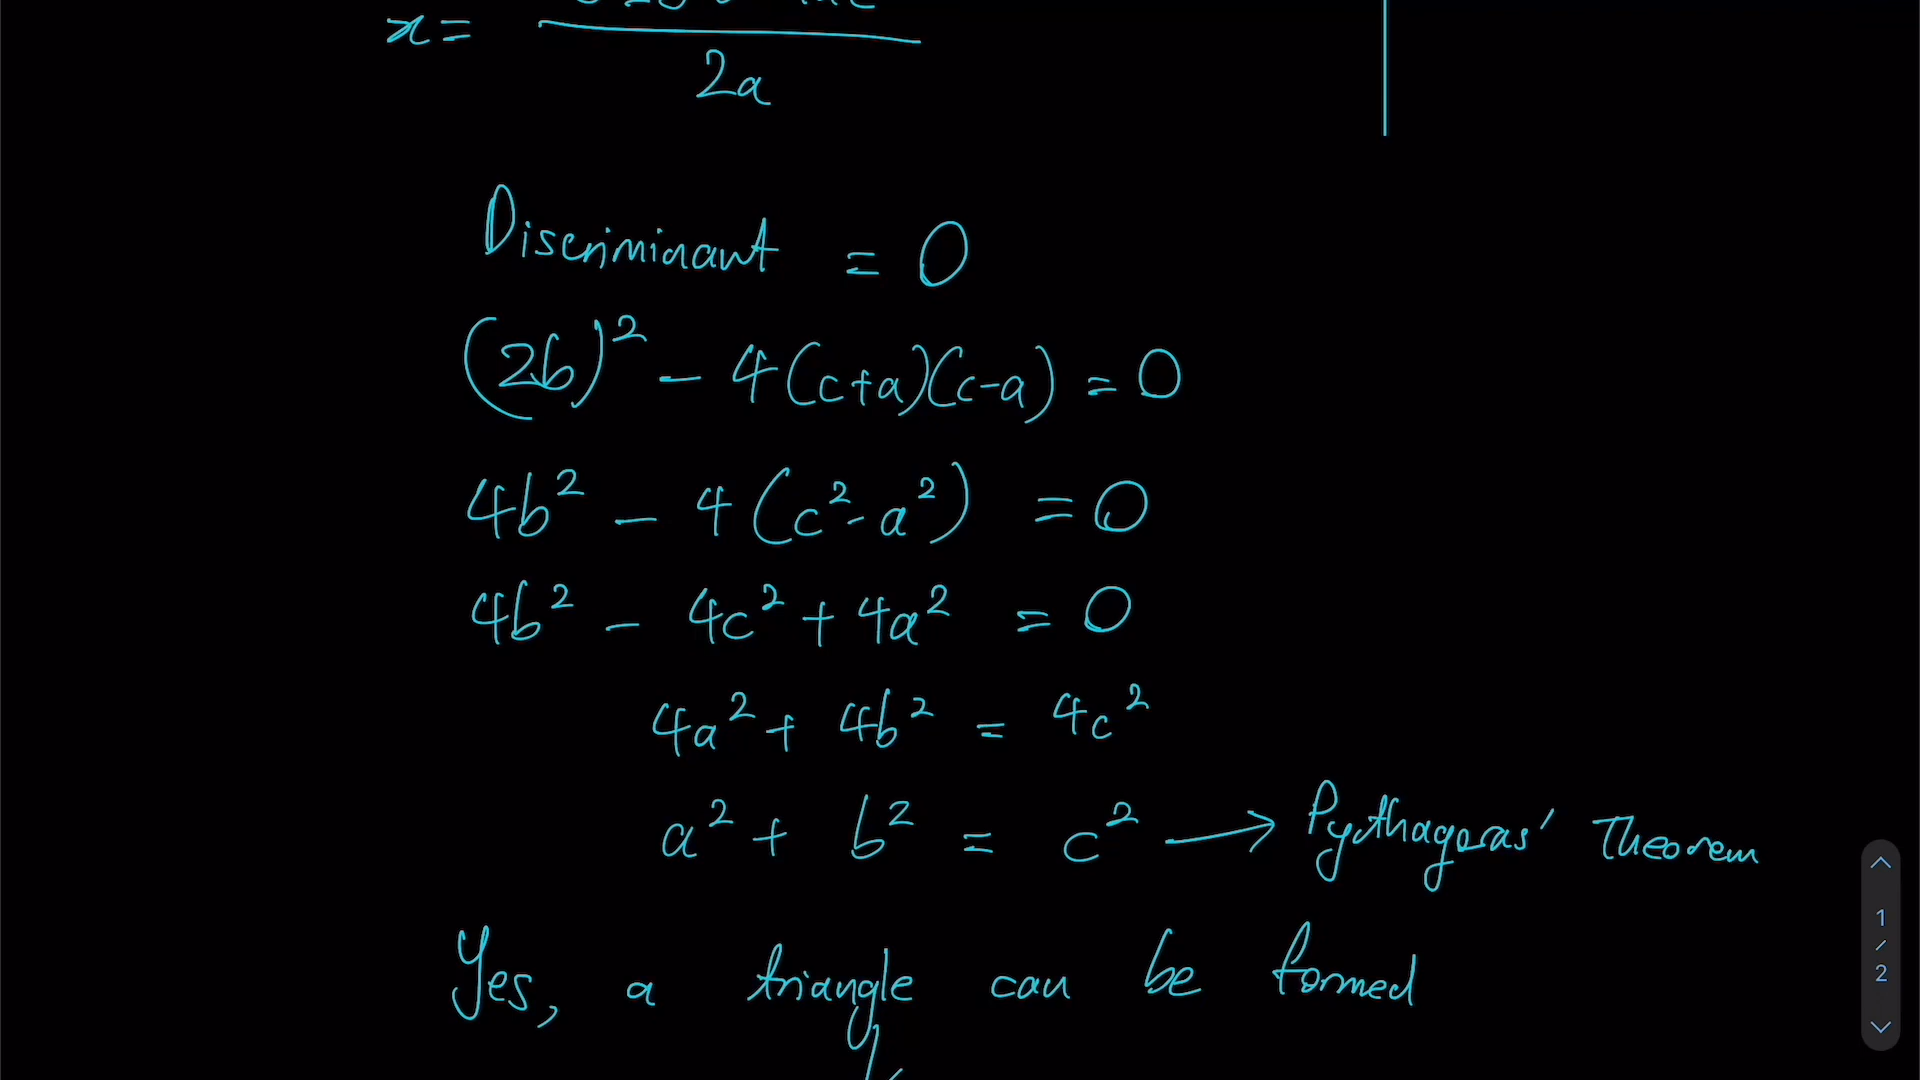 x =
2a
Discriminant = 0
(2b)² - 4(c+a)(c-a) = 0
4b² - 4(c²-a²) = 0
4b² - 4c² + 4a² = 0
4a² + 4b² = 4c²
a² + b² = c² → Pythagoras' Theorem
Yes, a triangle can be formed
1
/
2